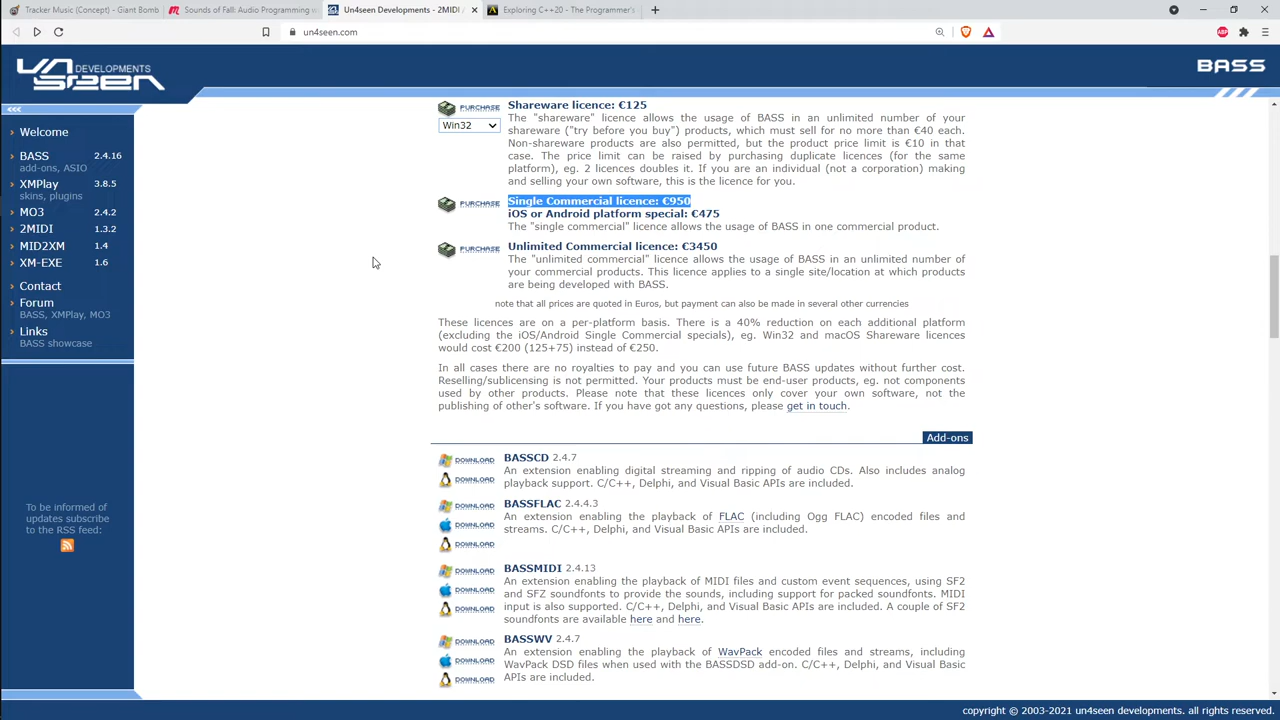 Tracker Music (Concept) - Giant Bomb
Sounds of Fall: Audio Programming w
Un4seen Developments - 2MIDI /
Exploring C++20 - The Programmer's
un4seen.com
UN4SEEN DEVELOPMENTS
BASS
<<<
Welcome
BASS 2.4.16
add-ons, ASIO
XMPlay 3.8.5
skins, plugins
MO3 2.4.2
2MIDI 1.3.2
MID2XM 1.4
XM-EXE 1.6
Contact
Forum
BASS, XMPlay, MO3
Links
BASS showcase
To be informed of
updates subscribe
to the RSS feed:
PURCHASE
Win32
Shareware licence: €125
The "shareware" licence allows the usage of BASS in an unlimited number of your
shareware ("try before you buy") products, which must sell for no more than €40 each.
Non-shareware products are also permitted, but the product price limit is €10 in that
case. The price limit can be raised by purchasing duplicate licences (for the same
platform), eg. 2 licences doubles it. If you are an individual (not a corporation) making
and selling your own software, this is the licence for you.
PURCHASE
Single Commercial licence: €950
iOS or Android platform special: €475
The "single commercial" licence allows the usage of BASS in one commercial product.
PURCHASE
Unlimited Commercial licence: €3450
The "unlimited commercial" licence allows the usage of BASS in an unlimited number of
your commercial products. This licence applies to a single site/location at which products
are being developed with BASS.
note that all prices are quoted in Euros, but payment can also be made in several other currencies
These licences are on a per-platform basis. There is a 40% reduction on each additional platform
(excluding the iOS/Android Single Commercial specials), eg. Win32 and macOS Shareware licences
would cost €200 (125+75) instead of €250.
In all cases there are no royalties to pay and you can use future BASS updates without further cost.
Reselling/sublicensing is not permitted. Your products must be end-user products, eg. not components
used by other products. Please note that these licences only cover your own software, not the
publishing of other's software. If you have got any questions, please get in touch.
Add-ons
DOWNLOAD
DOWNLOAD
BASSCD 2.4.7
An extension enabling digital streaming and ripping of audio CDs. Also includes analog
playback support. C/C++, Delphi, and Visual Basic APIs are included.
DOWNLOAD
DOWNLOAD
DOWNLOAD
BASSFLAC 2.4.4.3
An extension enabling the playback of FLAC (including Ogg FLAC) encoded files and
streams. C/C++, Delphi, and Visual Basic APIs are included.
DOWNLOAD
DOWNLOAD
DOWNLOAD
BASSMIDI 2.4.13
An extension enabling the playback of MIDI files and custom event sequences, using SF2
and SFZ soundfonts to provide the sounds, including support for packed soundfonts. MIDI
input is also supported. C/C++, Delphi, and Visual Basic APIs are included. A couple of SF2
soundfonts are available here and here.
DOWNLOAD
DOWNLOAD
DOWNLOAD
BASSWV 2.4.7
An extension enabling the playback of WavPack encoded files and streams, including
WavPack DSD files when used with the BASSDSD add-on. C/C++, Delphi, and Visual Basic
APIs are included.
copyright © 2003-2021 un4seen developments. all rights reserved.